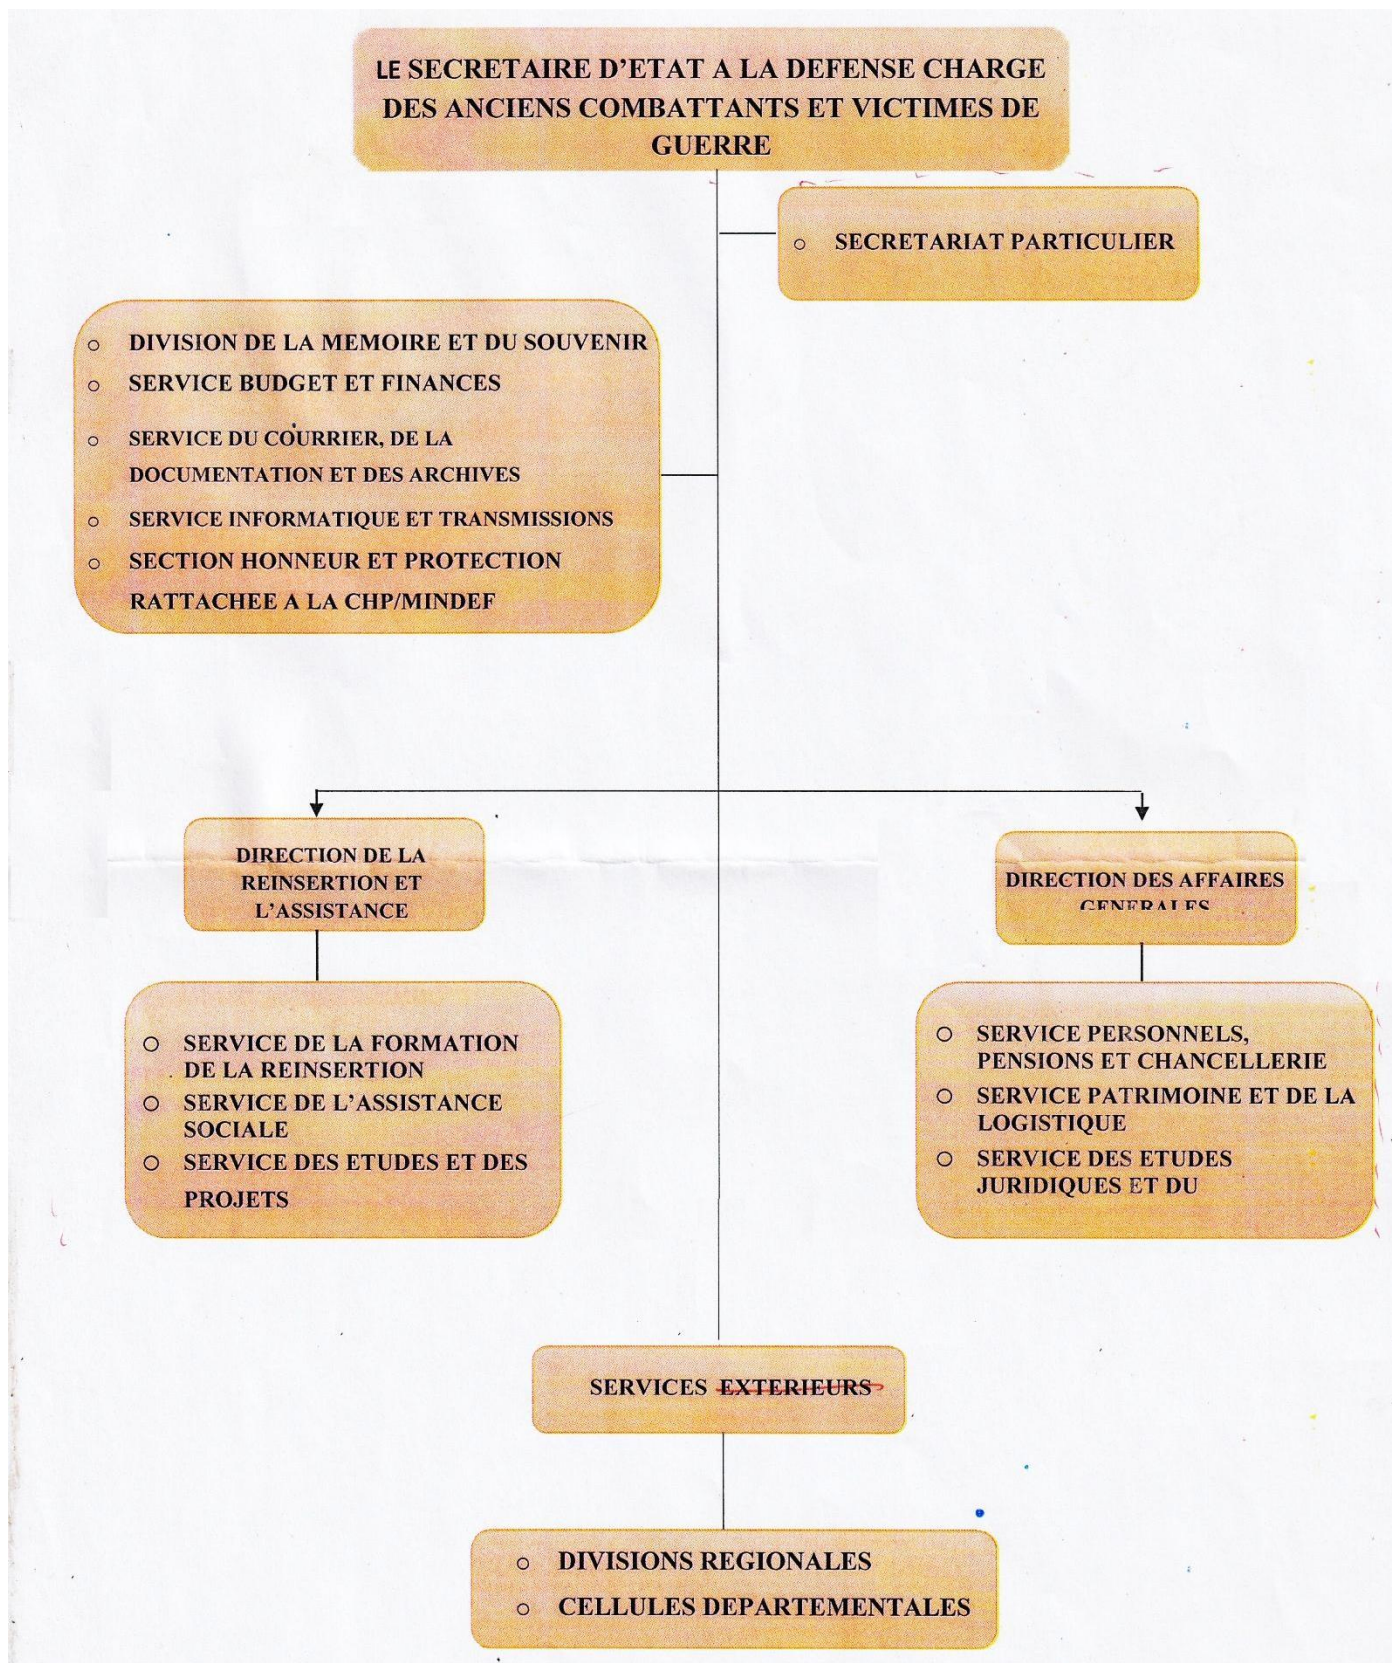 LE SECRETAIRE D'ETAT A LA DEFENSE CHARGE
DES ANCIENS COMBATTANTS ET VICTIMES DE
GUERRE
○ SECRETARIAT PARTICULIER
○ DIVISION DE LA MEMOIRE ET DU SOUVENIR
○ SERVICE BUDGET ET FINANCES
○ SERVICE DU COURRIER, DE LA
DOCUMENTATION ET DES ARCHIVES
○ SERVICE INFORMATIQUE ET TRANSMISSIONS
○ SECTION HONNEUR ET PROTECTION
RATTACHEE A LA CHP/MINDEF
DIRECTION DE LA
REINSERTION ET
L'ASSISTANCE
DIRECTION DES AFFAIRES
GENERALES
○ SERVICE DE LA FORMATION
DE LA REINSERTION
○ SERVICE DE L'ASSISTANCE
SOCIALE
○ SERVICE DES ETUDES ET DES
PROJETS
○ SERVICE PERSONNELS,
PENSIONS ET CHANCELLERIE
○ SERVICE PATRIMOINE ET DE LA
LOGISTIQUE
○ SERVICE DES ETUDES
JURIDIQUES ET DU
SERVICES EXTERIEURS
○ DIVISIONS REGIONALES
○ CELLULES DEPARTEMENTALES